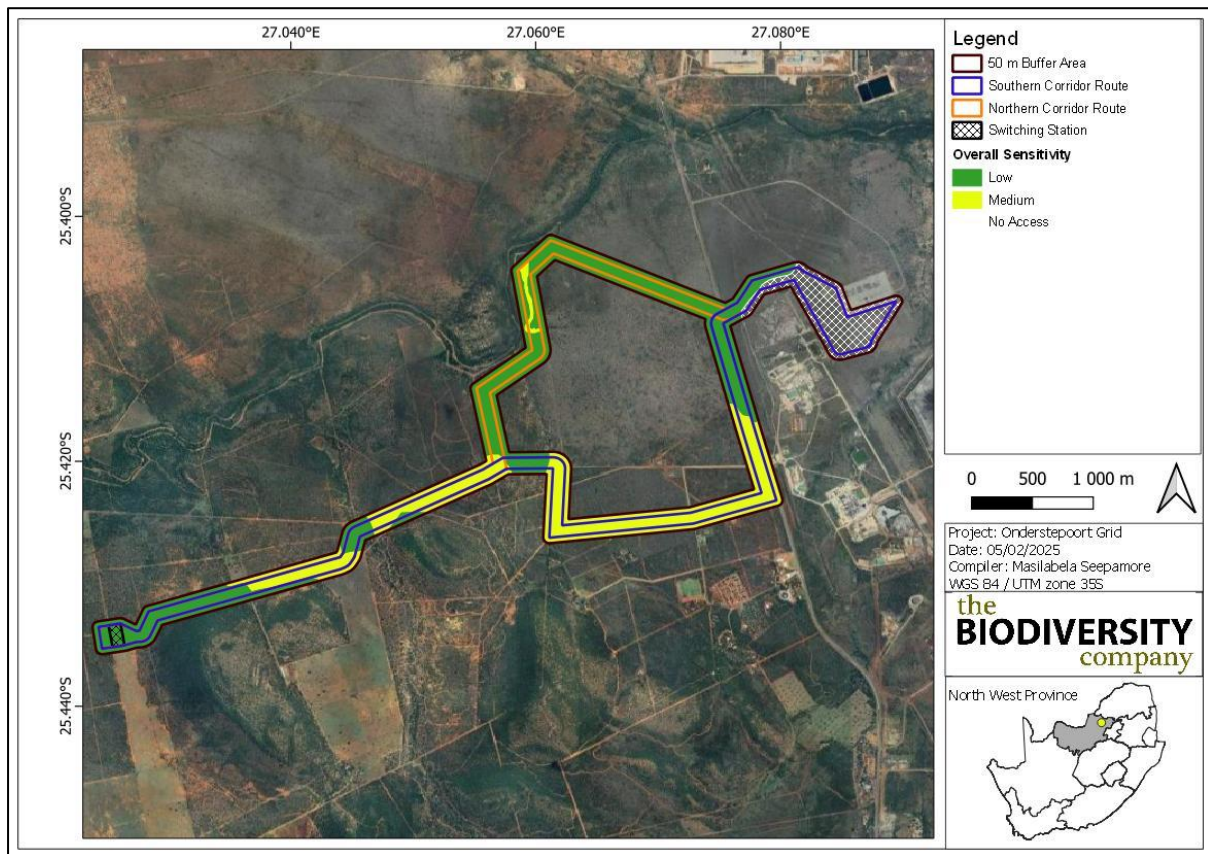 27.040°E 27.060°E 27.080°E
25.400°S
25.420°S
25.440°S
Legend
50 m Buffer Area
Southern Corridor Route
Northern Corridor Route
Switching Station
Overall Sensitivity
Low
Medium
No Access
0 500 1 000 m
Project: Onderstepoort Grid
Date: 05/02/2025
Compiler: Masilabela Seepamore
WGS 84 / UTM zone 35S
the
BIODIVERSITY
company
North West Province